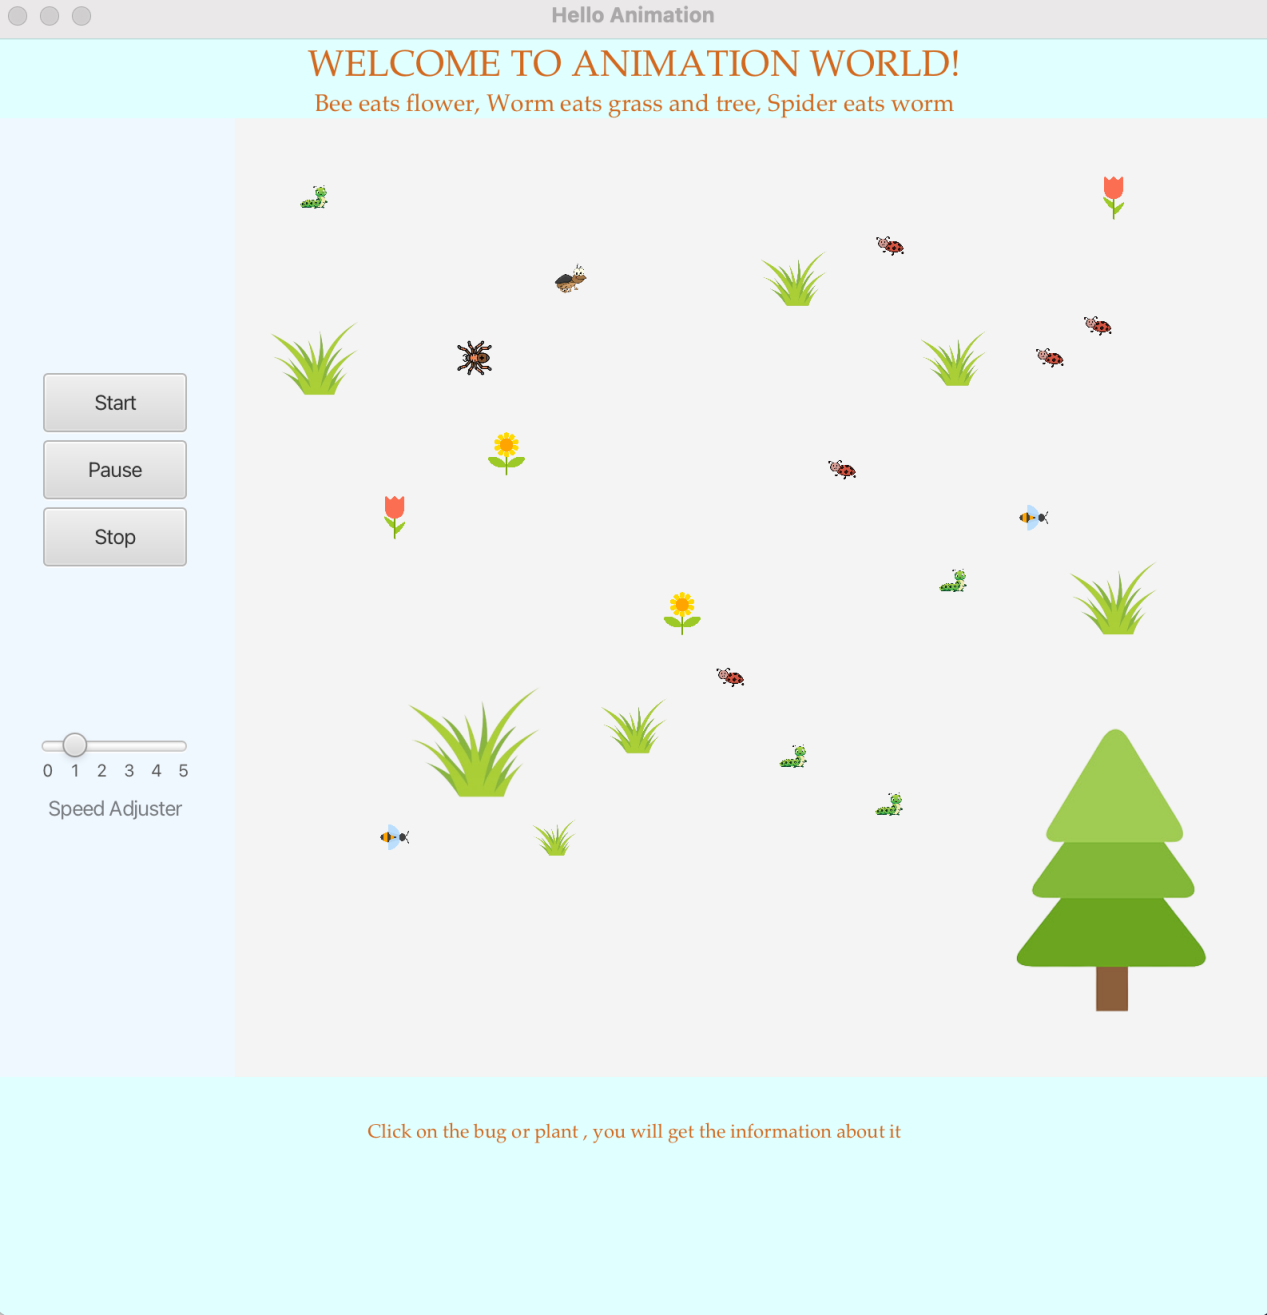 Hello Animation
WELCOME TO ANIMATION WORLD!
Bee eats flower, Worm eats grass and tree, Spider eats worm
Start
Pause
Stop
0 1 2 3 4 5
Speed Adjuster
Click on the bug or plant , you will get the information about it